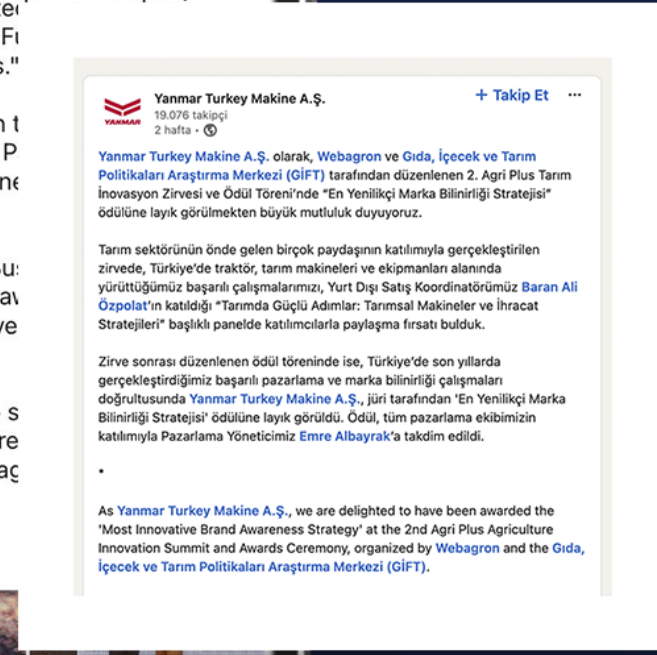 Yanmar Turkey Makine A.Ş.
+ Takip Et ...
19.076 takipçi
YANMAR
2 hafta •
Yanmar Turkey Makine A.Ş. olarak, Webagron ve Gıda, İçecek ve Tarım
Politikaları Araştırma Merkezi (GİFT) tarafından düzenlenen 2. Agri Plus Tarım
İnovasyon Zirvesi ve Ödül Töreni'nde "En Yenilikçi Marka Bilinirliği Stratejisi"
ödülüne layık görülmekten büyük mutluluk duyuyoruz.
Tarım sektörünün önde gelen birçok paydaşının katılımıyla gerçekleştirilen
zirvede, Türkiye'de traktör, tarım makineleri ve ekipmanları alanında
yürüttüğümüz başarılı çalışmalarımızı, Yurt Dışı Satış Koordinatörümüz Baran Ali
Özpolat'ın katıldığı "Tarımda Güçlü Adımlar: Tarımsal Makineler ve İhracat
Stratejileri" başlıklı panelde katılımcılarla paylaşma fırsatı bulduk.
Zirve sonrası düzenlenen ödül töreninde ise, Türkiye'de son yıllarda
gerçekleştirdiğimiz başarılı pazarlama ve marka bilinirliği çalışmaları
doğrultusunda Yanmar Turkey Makine A.Ş., jüri tarafından 'En Yenilikçi Marka
Bilinirliği Stratejisi' ödülüne layık görüldü. Ödül, tüm pazarlama ekibimizin
katılımıyla Pazarlama Yöneticimiz Emre Albayrak'a takdim edildi.
•
As Yanmar Turkey Makine A.Ş., we are delighted to have been awarded the
'Most Innovative Brand Awareness Strategy' at the 2nd Agri Plus Agriculture
Innovation Summit and Awards Ceremony, organized by Webagron and the Gıda,
İçecek ve Tarım Politikaları Araştırma Merkezi (GİFT).